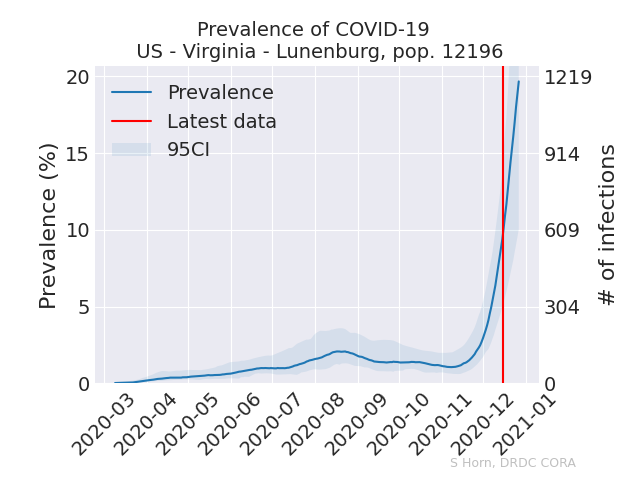 Prevalence of COVID-19
US - Virginia - Lunenburg, pop. 12196
Prevalence
Latest data
95CI
Prevalence (%)
20
15
10
5
0
1219
914
609
304
0
# of infections
2020-03
2020-04
2020-05
2020-06
2020-07
2020-08
2020-09
2020-10
2020-11
2020-12
2021-01
S Horn, DRDC CORA